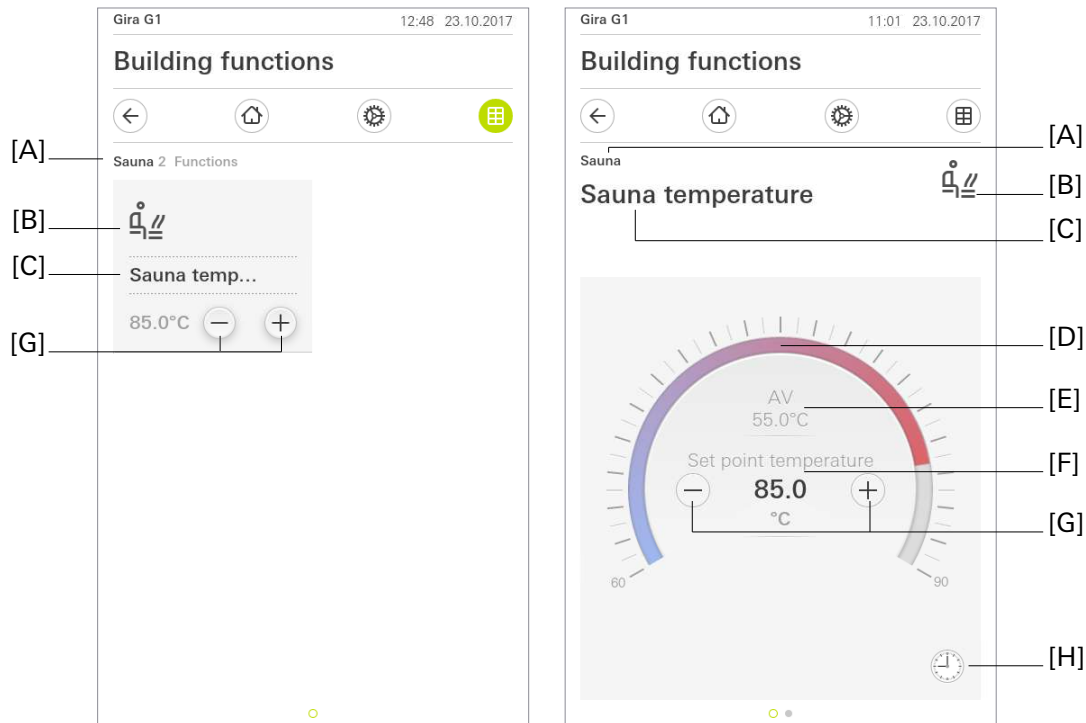 Gira G1 12:48 23.10.2017
Building functions
[A] Sauna 2 Functions
[B]
[C] Sauna temp...
85.0°C
[G]
Gira G1 11:01 23.10.2017
Building functions
Sauna [A]
Sauna temperature [B]
[C]
[D]
AV [E]
55.0°C
Set point temperature [F]
85.0
°C [G]
60 90
[H]